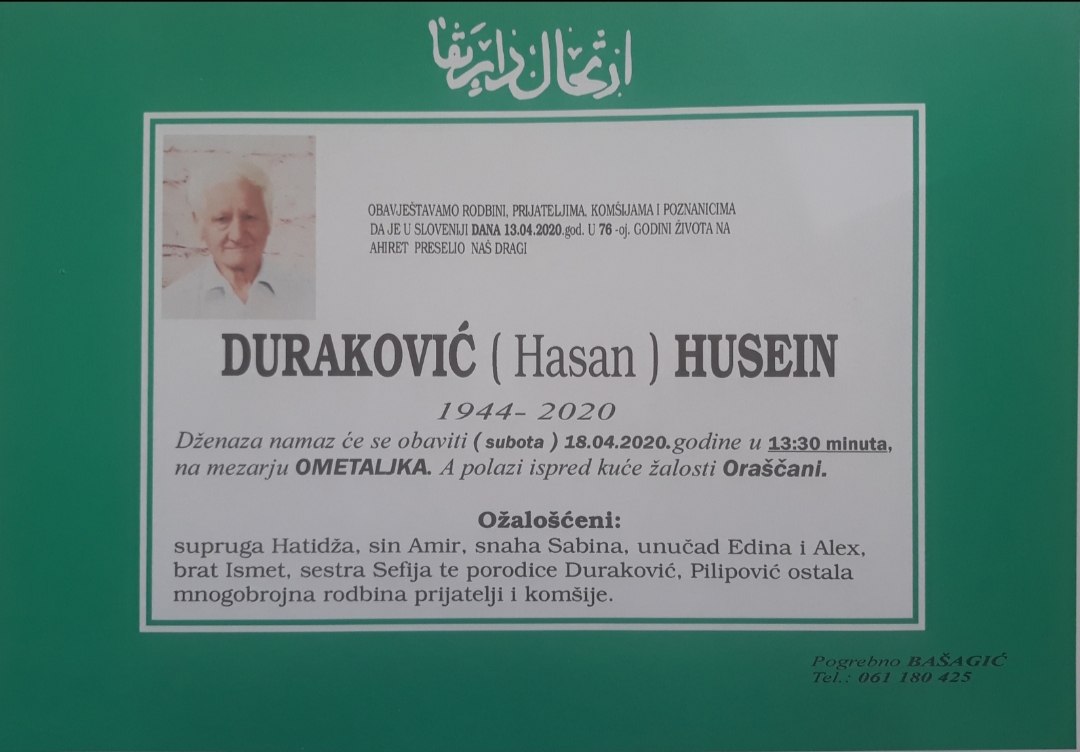 ارتحال دار بقا
OBAVJEŠTAVAMO RODBINI, PRIJATELJIMA, KOMŠIJAMA I POZNANICIMA
DA JE U SLOVENIJI DANA 13.04.2020.god. U 76 -oj. GODINI ŽIVOTA NA
AHIRET PRESELIO NAŠ DRAGI
DURAKOVIĆ ( Hasan ) HUSEIN
1944- 2020
Dženaza namaz će se obaviti ( subota ) 18.04.2020.godine u 13:30 minuta,
na mezarju OMETALJKA. A polazi ispred kuće žalosti Oraščani.
Ožalošćeni:
supruga Hatidža, sin Amir, snaha Sabina, unučad Edina i Alex,
brat Ismet, sestra Sefija te porodice Duraković, Pilipović ostala
mnogobrojna rodbina prijatelji i komšije.
Pogrebno BAŠAGIĆ
Tel.: 061 180 425